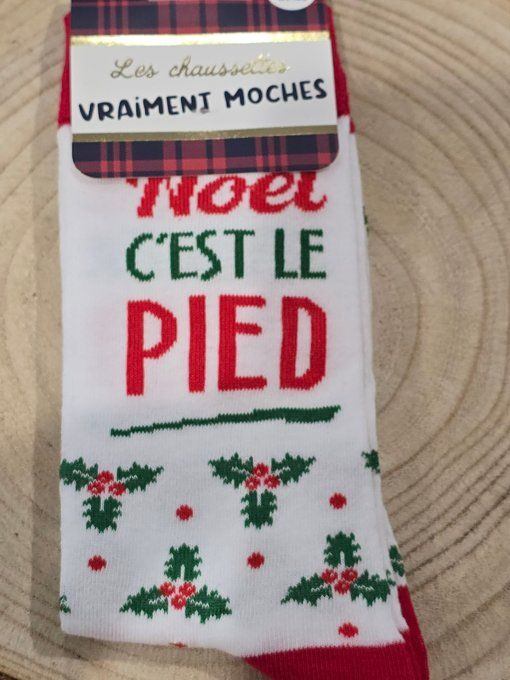 Les chaussettes
VRAIMENT MOCHES
Noël
C'EST LE
PIED